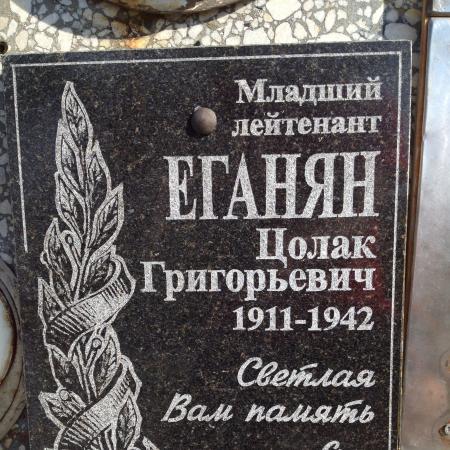 Младший
лейтенант
ЕГАНЯН
Цолак
Григорьевич
1911-1942
Светлая
Вам память